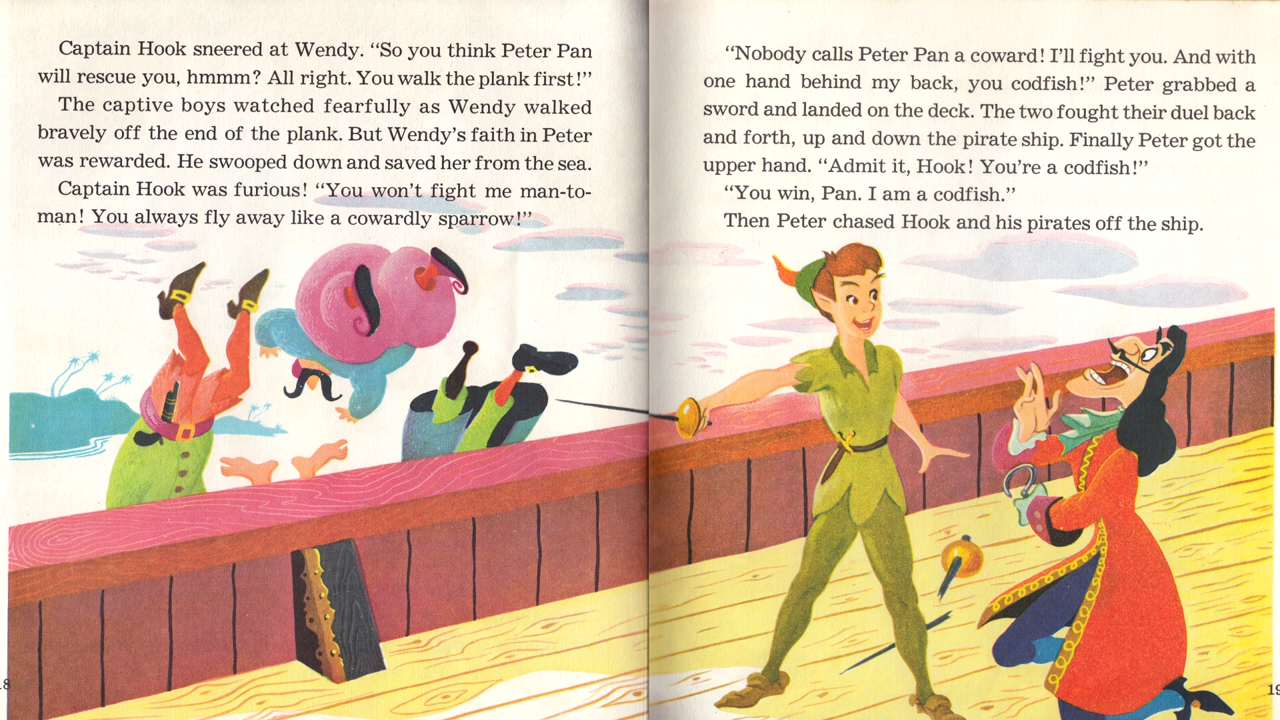 Captain Hook sneered at Wendy. “So you think Peter Pan
will rescue you, hmmm? All right. You walk the plank first!”
The captive boys watched fearfully as Wendy walked
bravely off the end of the plank. But Wendy’s faith in Peter
was rewarded. He swooped down and saved her from the sea.
Captain Hook was furious! “You won’t fight me man-to-
man! You always fly away like a cowardly sparrow!”
“Nobody calls Peter Pan a coward! I’ll fight you. And with
one hand behind my back, you codfish!” Peter grabbed a
sword and landed on the deck. The two fought their duel back
and forth, up and down the pirate ship. Finally Peter got the
upper hand. “Admit it, Hook! You’re a codfish!”
“You win, Pan. I am a codfish.”
Then Peter chased Hook and his pirates off the ship.
18
19